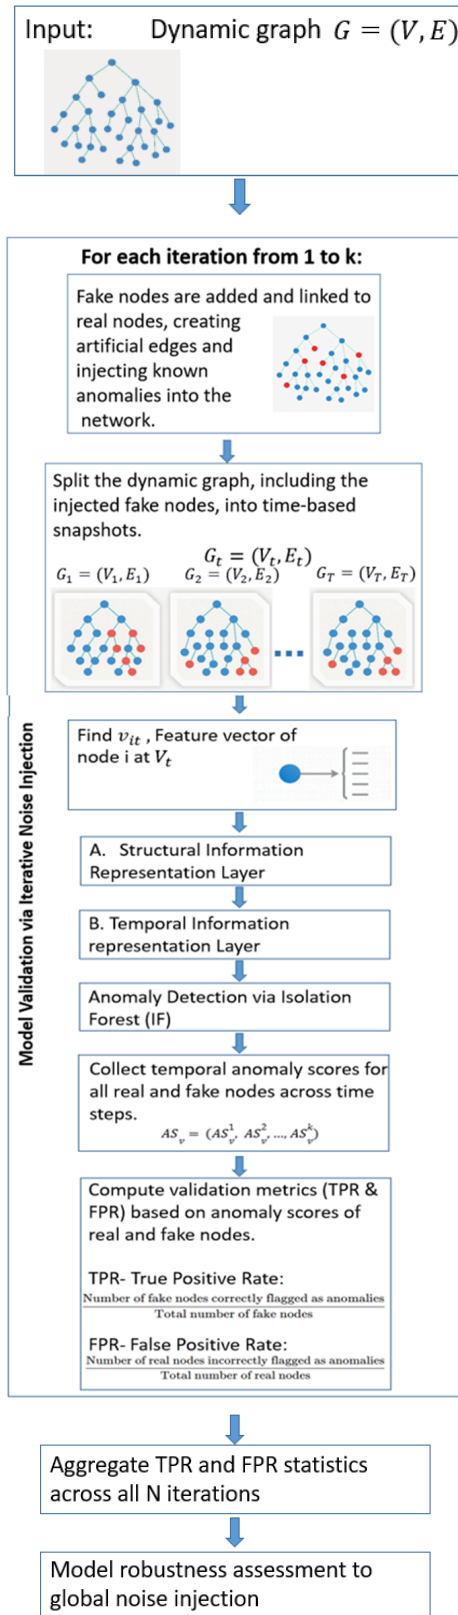 Input: Dynamic graph G = (V, E)
For each iteration from 1 to k:
Fake nodes are added and linked to
real nodes, creating
artificial edges and
injecting known
anomalies into the
network.
Split the dynamic graph, including the
injected fake nodes, into time-based
snapshots.
G_t = (V_t, E_t)
G_1 = (V_1, E_1) G_2 = (V_2, E_2) G_T = (V_T, E_T)
Find v_{it} , Feature vector of
node i at V_t
A. Structural Information
Representation Layer
B. Temporal Information
representation Layer
Anomaly Detection via Isolation
Forest (IF)
Collect temporal anomaly scores for
all real and fake nodes across time
steps.
AS_v = (AS_v^1, AS_v^2, ..., AS_v^k)
Compute validation metrics (TPR &
FPR) based on anomaly scores of
real and fake nodes.
TPR- True Positive Rate:
Number of fake nodes correctly flagged as anomalies
Total number of fake nodes
FPR- False Positive Rate:
Number of real nodes incorrectly flagged as anomalies
Total number of real nodes
Model Validation via Iterative Noise Injection
Aggregate TPR and FPR statistics
across all N iterations
Model robustness assessment to
global noise injection